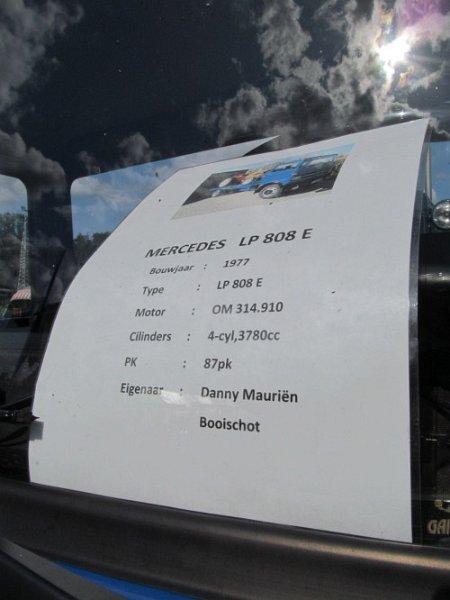 MERCEDES LP 808 E
Bouwjaar : 1977
Type : LP 808 E
Motor : OM 314.910
Cilinders : 4-cyl,3780cc
PK : 87pk
Eigenaar : Danny Mauriën
Booischot